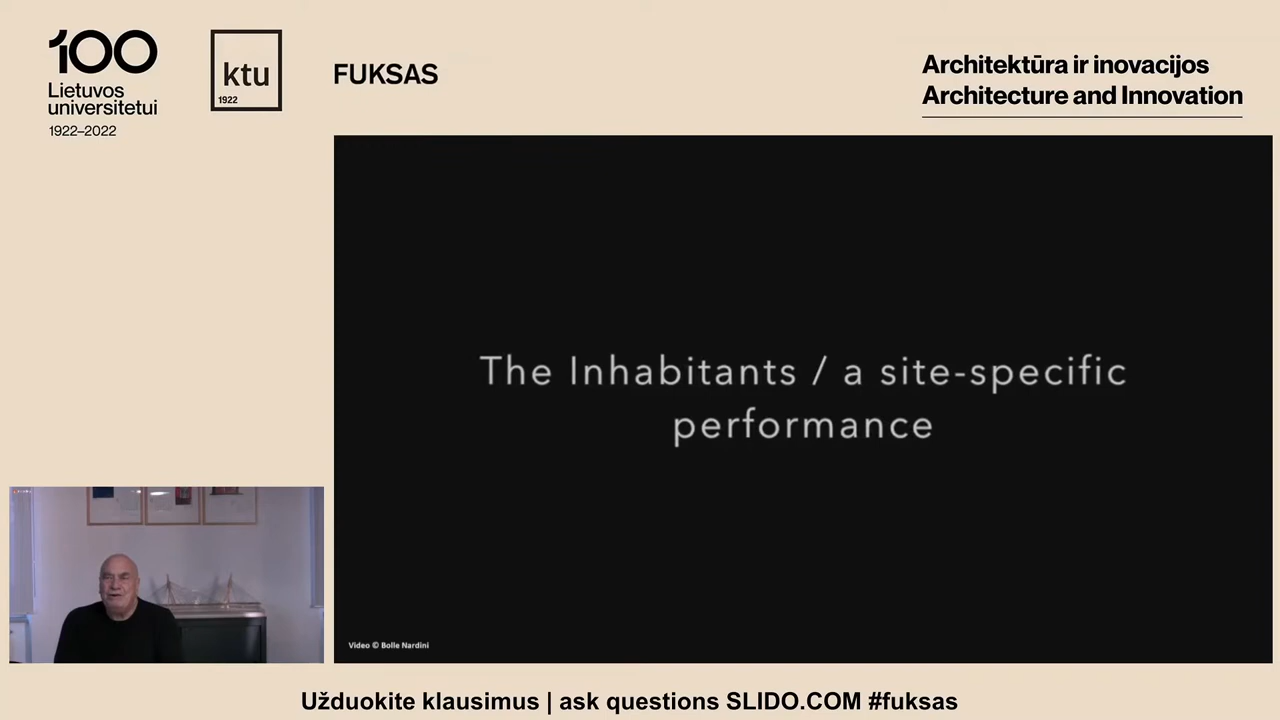 100
Lietuvos
universitetui
1922–2022
ktu
1922
FUKSAS
Architektūra ir inovacijos
Architecture and Innovation
The Inhabitants / a site-specific
performance
Video © Bolle Nardini
Užduokite klausimus | ask questions SLIDO.COM #fuksas